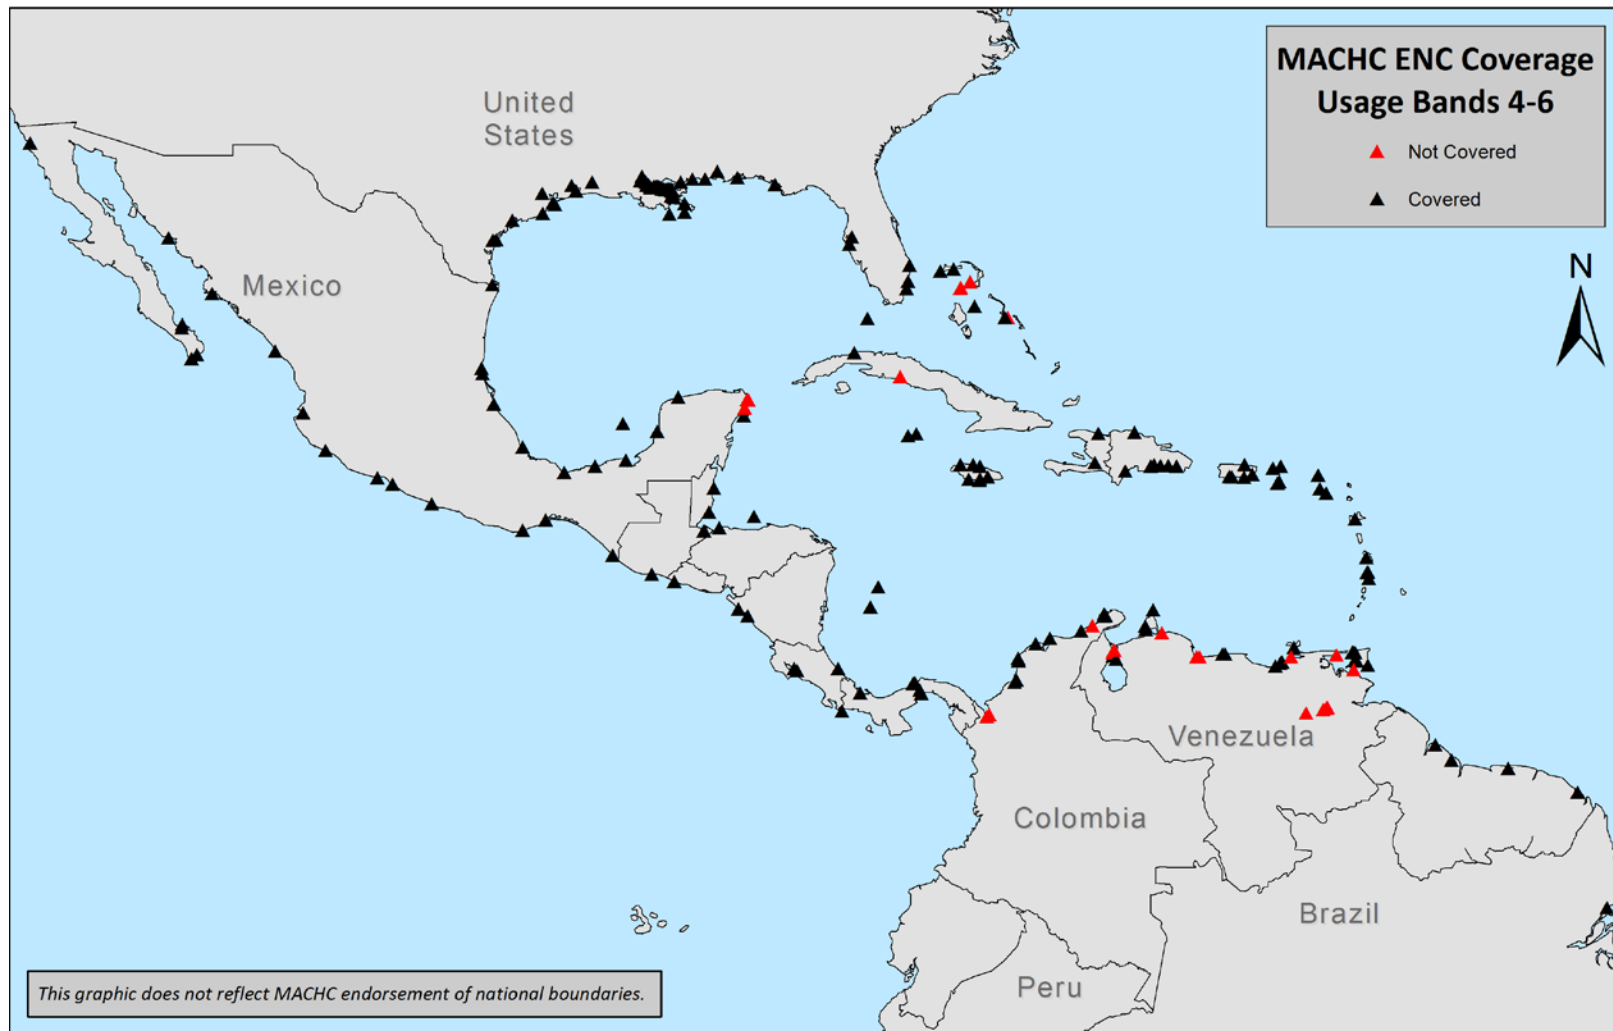 MACHC ENC Coverage
Usage Bands 4-6
Not Covered
Covered
United
States
N
Mexico
Venezuela
Colombia
Brazil
Peru
This graphic does not reflect MACHC endorsement of national boundaries.